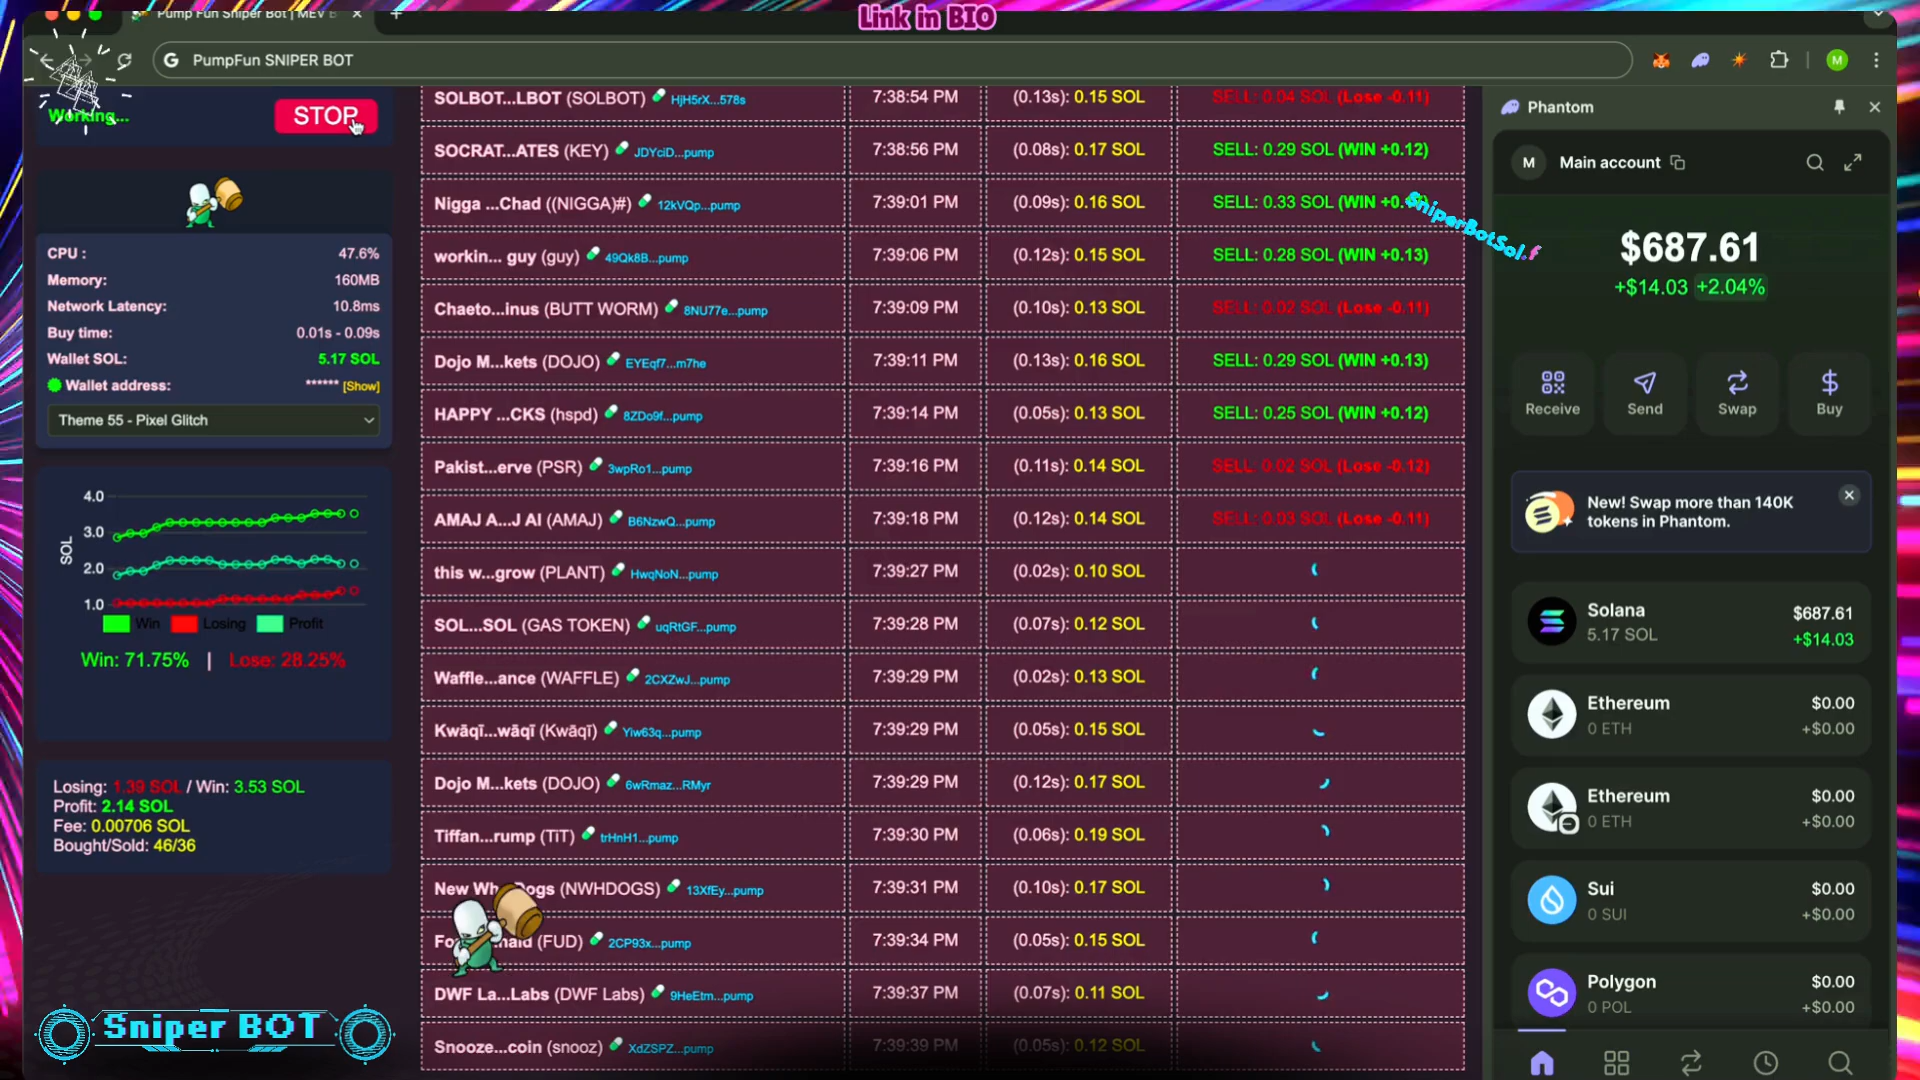 Link in BIO
Pump Fun Sniper Bot | MEV B
PumpFun SNIPER BOT
M
Working...
STOP
CPU : 47.6%
Memory: 160MB
Network Latency: 10.8ms
Buy time: 0.01s - 0.09s
Wallet SOL: 5.17 SOL
Wallet address: ****** [Show]
Theme 55 - Pixel Glitch
4.0
3.0
2.0
1.0
SOL
Win Losing Profit
Win: 71.75% | Lose: 28.25%
Losing: 1.39 SOL / Win: 3.53 SOL
Profit: 2.14 SOL
Fee: 0.00706 SOL
Bought/Sold: 46/36
Sniper BOT
SOLBOT...LBOT (SOLBOT) HjH5rX...578s 7:38:54 PM (0.13s): 0.15 SOL SELL: 0.04 SOL (Lose -0.11)
SOCRAT...ATES (KEY) JDYciD...pump 7:38:56 PM (0.08s): 0.17 SOL SELL: 0.29 SOL (WIN +0.12)
Nigga ...Chad ((NIGGA)#) 12kVQp...pump 7:39:01 PM (0.09s): 0.16 SOL SELL: 0.33 SOL (WIN +0.
workin... guy (guy) 49Qk8B...pump 7:39:06 PM (0.12s): 0.15 SOL SELL: 0.28 SOL (WIN +0.13)
Chaeto...inus (BUTT WORM) 8NU77e...pump 7:39:09 PM (0.10s): 0.13 SOL SELL: 0.02 SOL (Lose -0.11)
Dojo M...kets (DOJO) EYEqf7...m7he 7:39:11 PM (0.13s): 0.16 SOL SELL: 0.29 SOL (WIN +0.13)
HAPPY ...CKS (hspd) 8ZDo9f...pump 7:39:14 PM (0.05s): 0.13 SOL SELL: 0.25 SOL (WIN +0.12)
Pakist...erve (PSR) 3wpRo1...pump 7:39:16 PM (0.11s): 0.14 SOL SELL: 0.02 SOL (Lose -0.12)
AMAJ A...J AI (AMAJ) B6NzwQ...pump 7:39:18 PM (0.12s): 0.14 SOL SELL: 0.03 SOL (Lose -0.11)
this w...grow (PLANT) HwqNoN...pump 7:39:27 PM (0.02s): 0.10 SOL
SOL...SOL (GAS TOKEN) uqRtGF...pump 7:39:28 PM (0.07s): 0.12 SOL
Waffle...ance (WAFFLE) 2CXZwJ...pump 7:39:29 PM (0.02s): 0.13 SOL
Kwāqī...wāqī (Kwāqī) Yiw63q...pump 7:39:29 PM (0.05s): 0.15 SOL
Dojo M...kets (DOJO) 6wRmaz...RMyr 7:39:29 PM (0.12s): 0.17 SOL
Tiffan...rump (TiT) trHnH1...pump 7:39:30 PM (0.06s): 0.19 SOL
New Wh ogs (NWHDOGS) 13XfEy...pump 7:39:31 PM (0.10s): 0.17 SOL
(FUD) 2CP93x...pump 7:39:34 PM (0.05s): 0.15 SOL
DWF La...Labs (DWF Labs) 9HeEtm...pump 7:39:37 PM (0.07s): 0.11 SOL
Snooze...coin (snooz) XdZSPZ...pump 7:39:39 PM (0.05s): 0.12 SOL
SniperBotSol.f
Phantom
M Main account
$687.61
+$14.03 +2.04%
Receive Send Swap Buy
New! Swap more than 140K
tokens in Phantom.
Solana $687.61
5.17 SOL +$14.03
Ethereum $0.00
0 ETH +$0.00
Ethereum $0.00
0 ETH +$0.00
Sui $0.00
0 SUI +$0.00
Polygon $0.00
0 POL +$0.00